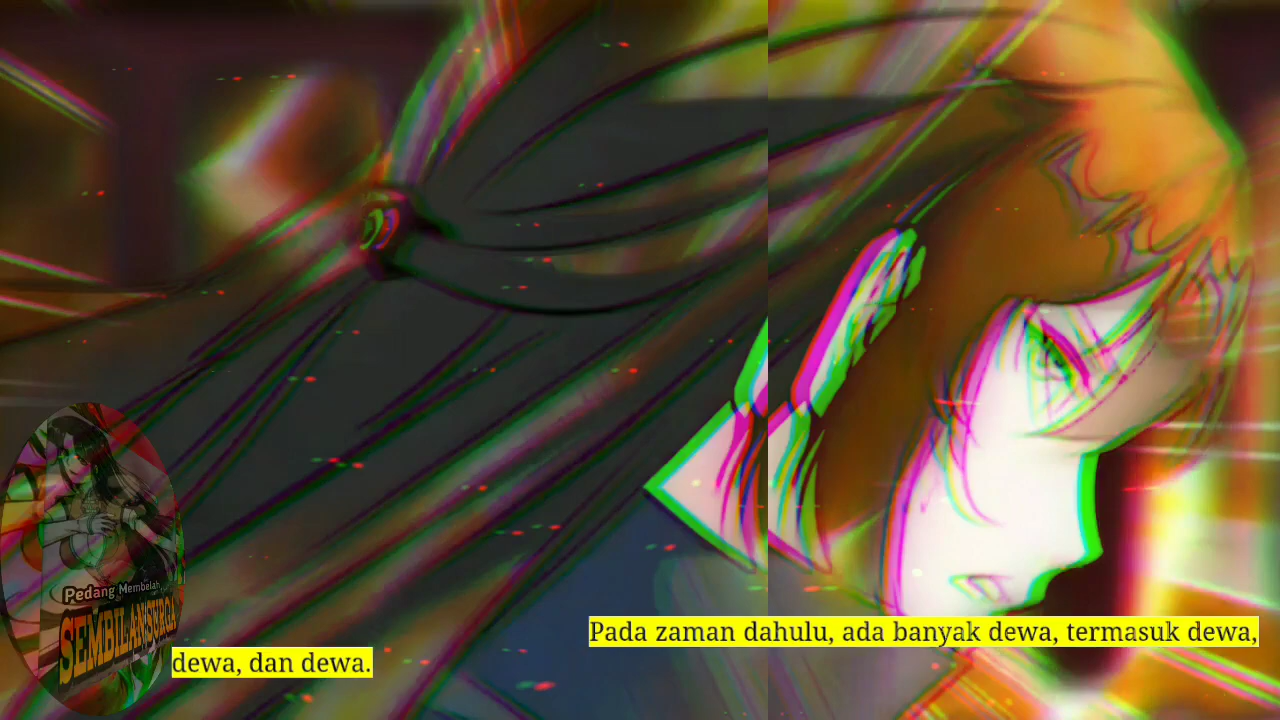 Pada zaman dahulu, ada banyak dewa, termasuk dewa,
dewa, dan dewa.
Pedang Membelah
SEMBILAN SURGA